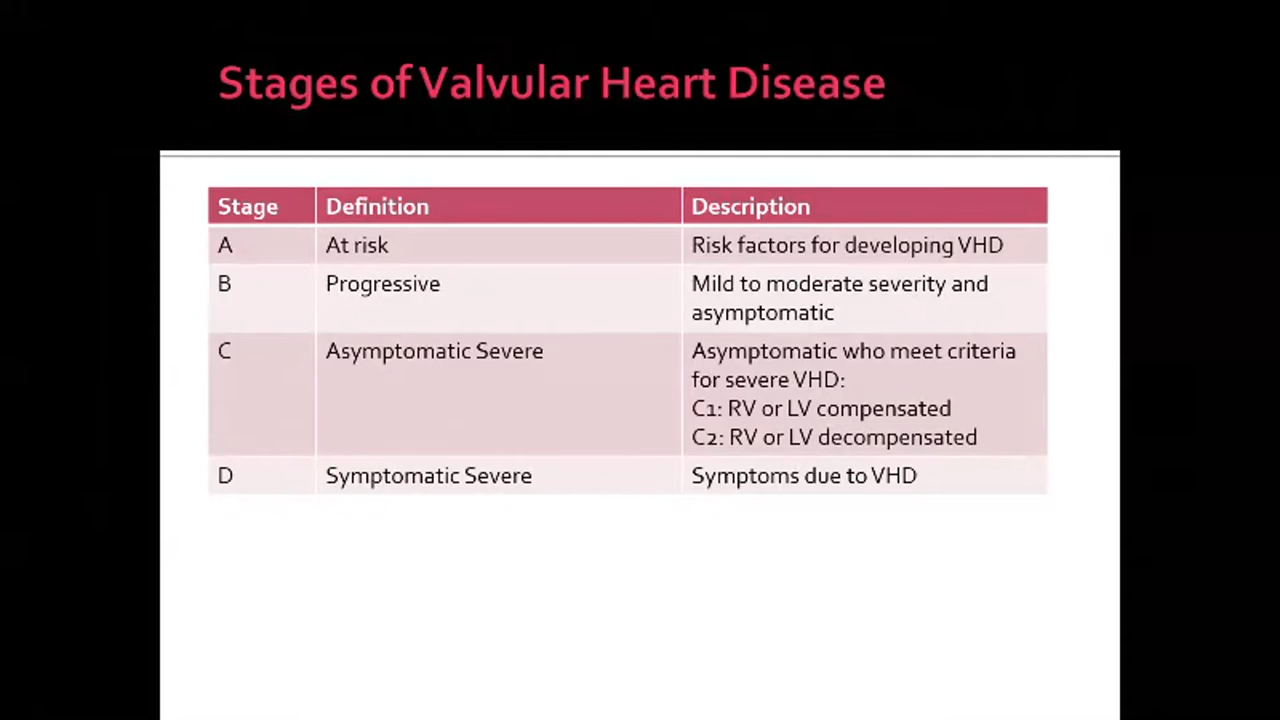 Stages of Valvular Heart Disease
Stage Definition Description
A At risk Risk factors for developing VHD
B Progressive Mild to moderate severity and
asymptomatic
C Asymptomatic Severe Asymptomatic who meet criteria
for severe VHD:
C1: RV or LV compensated
C2: RV or LV decompensated
D Symptomatic Severe Symptoms due to VHD